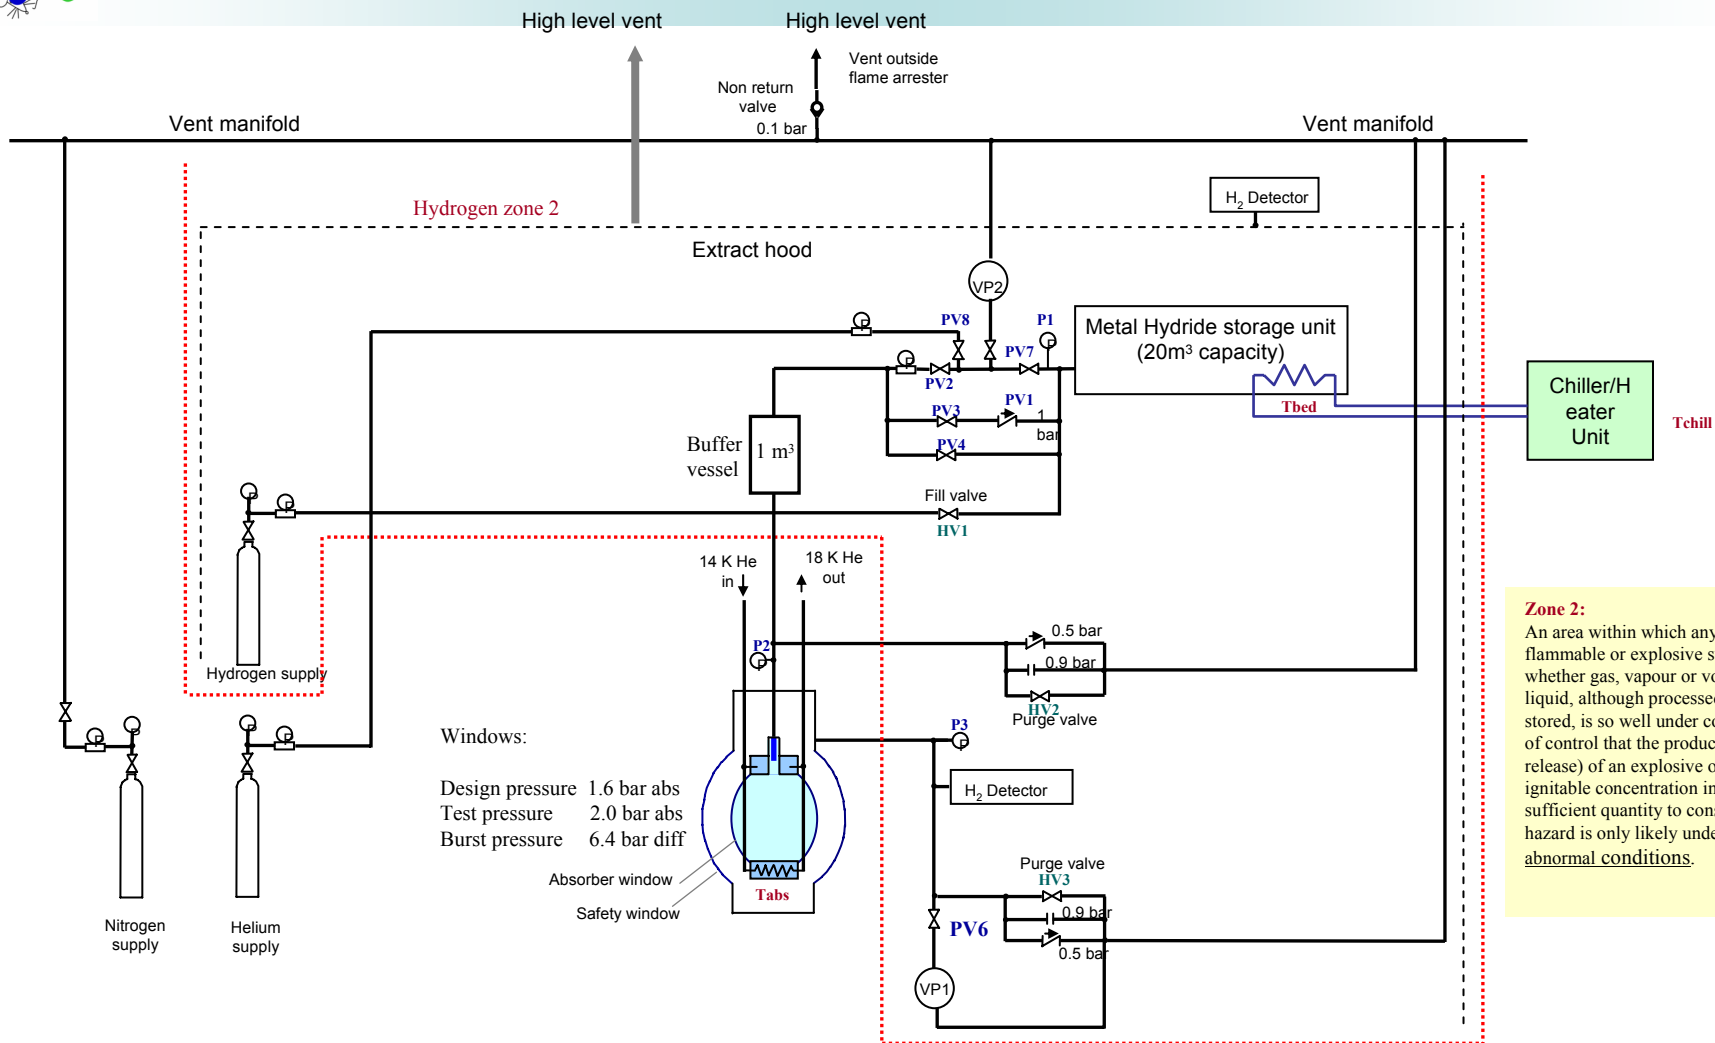 High level vent
High level vent
Vent outside
flame arrester
Non return
valve
0.1 bar
Vent manifold
Vent manifold
H2 Detector
Hydrogen zone 2
Extract hood
VP2
PV8
P1
PV7
Metal Hydride storage unit
(20m³ capacity)
PV2
Tbed
PV3
PV1
1
bar
PV4
Chiller/H
eater
Unit
Tchill
Buffer
vessel
1 m³
Fill valve
HV1
14 K He
in
18 K He
out
P2
0.5 bar
0.9 bar
HV2
Purge valve
Hydrogen supply
Zone 2:
An area within which any
flammable or explosive
whether gas, vapour or
liquid, although processed
stored, is so well under
of control that the
release) of an explosive
ignitable concentration
sufficient quantity to
hazard is only likely
abnormal conditions.
P3
Windows:
Design pressure 1.6 bar abs
Test pressure 2.0 bar abs
Burst pressure 6.4 bar diff
H2 Detector
Absorber window
Safety window
Tabs
Purge valve
HV3
0.9 bar
PV6
0.5 bar
VP1
Nitrogen
supply
Helium
supply